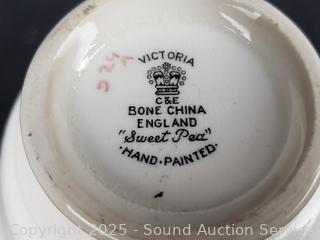 VICTORIA
C&E
BONE CHINA
ENGLAND
"Sweet Pea"
·HAND·PAINTED·
Copyright 2025 - Sound Auction Service